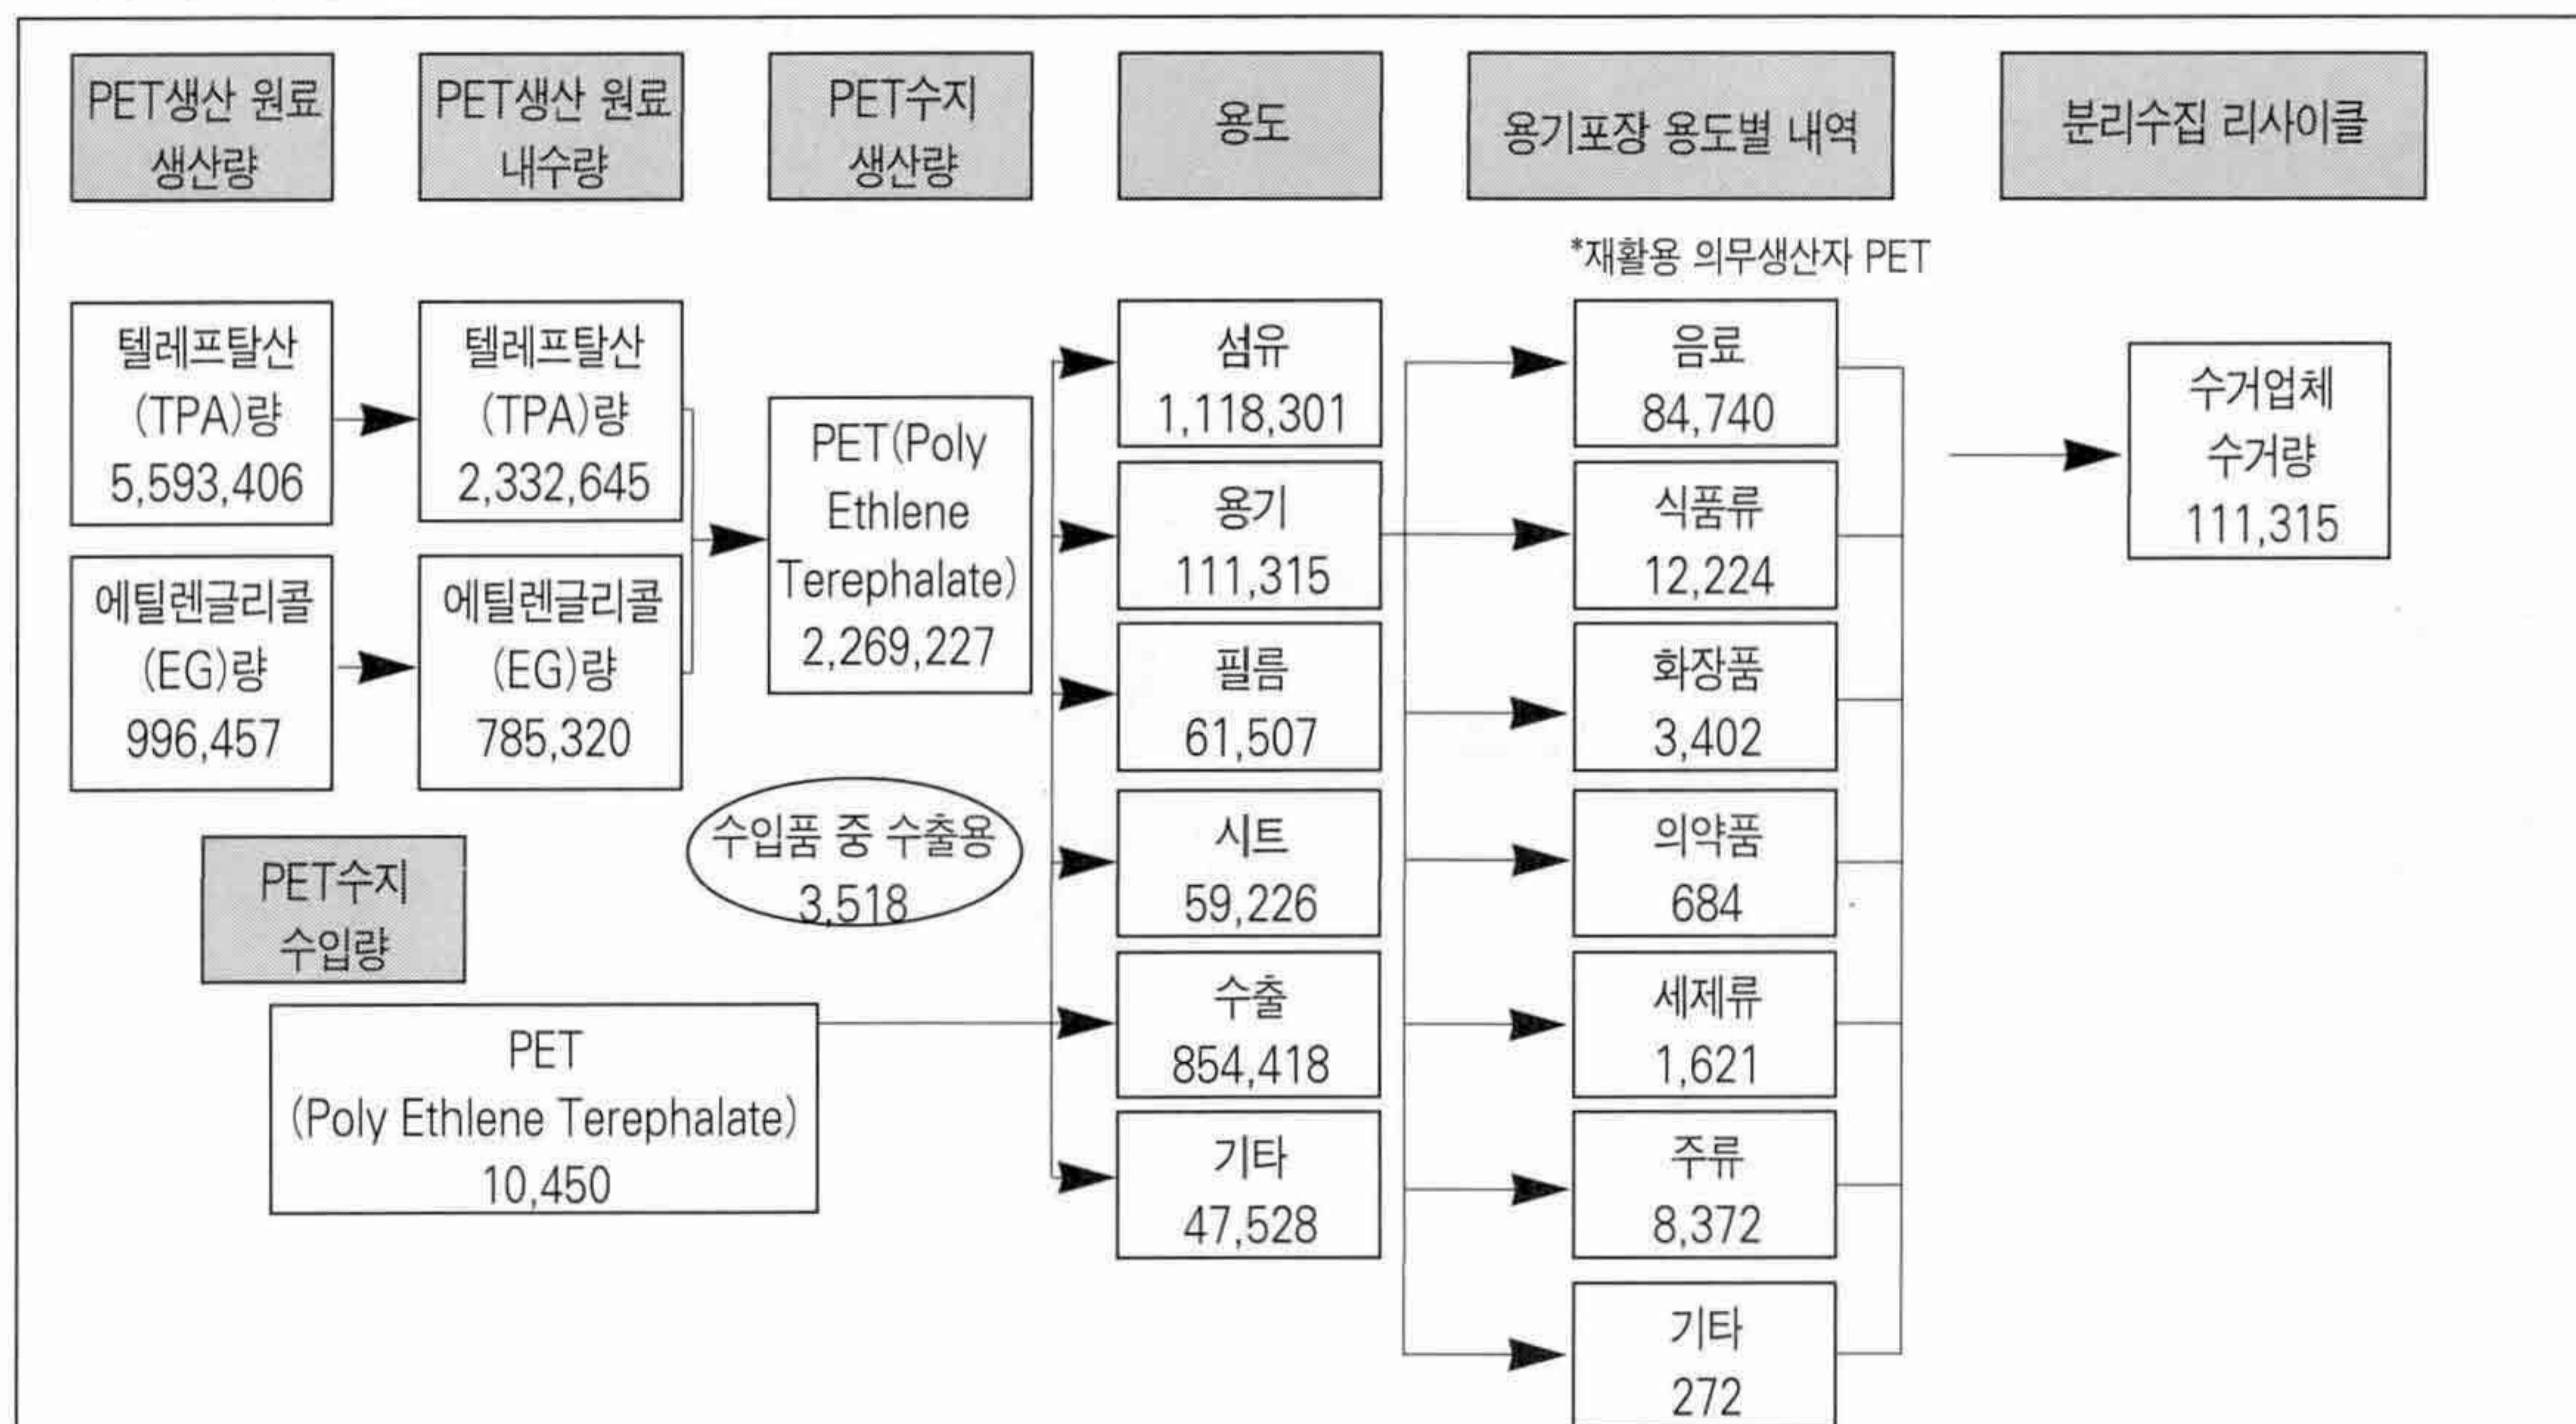 PET생산 원료
생산량
PET생산 원료
내수량
PET수지
생산량
용도
용기포장 용도별 내역
분리수집 리사이클
*재활용 의무생산자 PET
텔레프탈산
(TPA)량
5,593,406
텔레프탈산
(TPA)량
2,332,645
에틸렌글리콜
(EG)량
996,457
에틸렌글리콜
(EG)량
785,320
PET(Poly
Ethlene
Terephalate)
2,269,227
수입품 중 수출용
3,518
PET수지
수입량
PET
(Poly Ethlene Terephalate)
10,450
섬유
1,118,301
용기
111,315
필름
61,507
시트
59,226
수출
854,418
기타
47,528
음료
84,740
식품류
12,224
화장품
3,402
의약품
684
세제류
1,621
주류
8,372
기타
272
수거업체
수거량
111,315